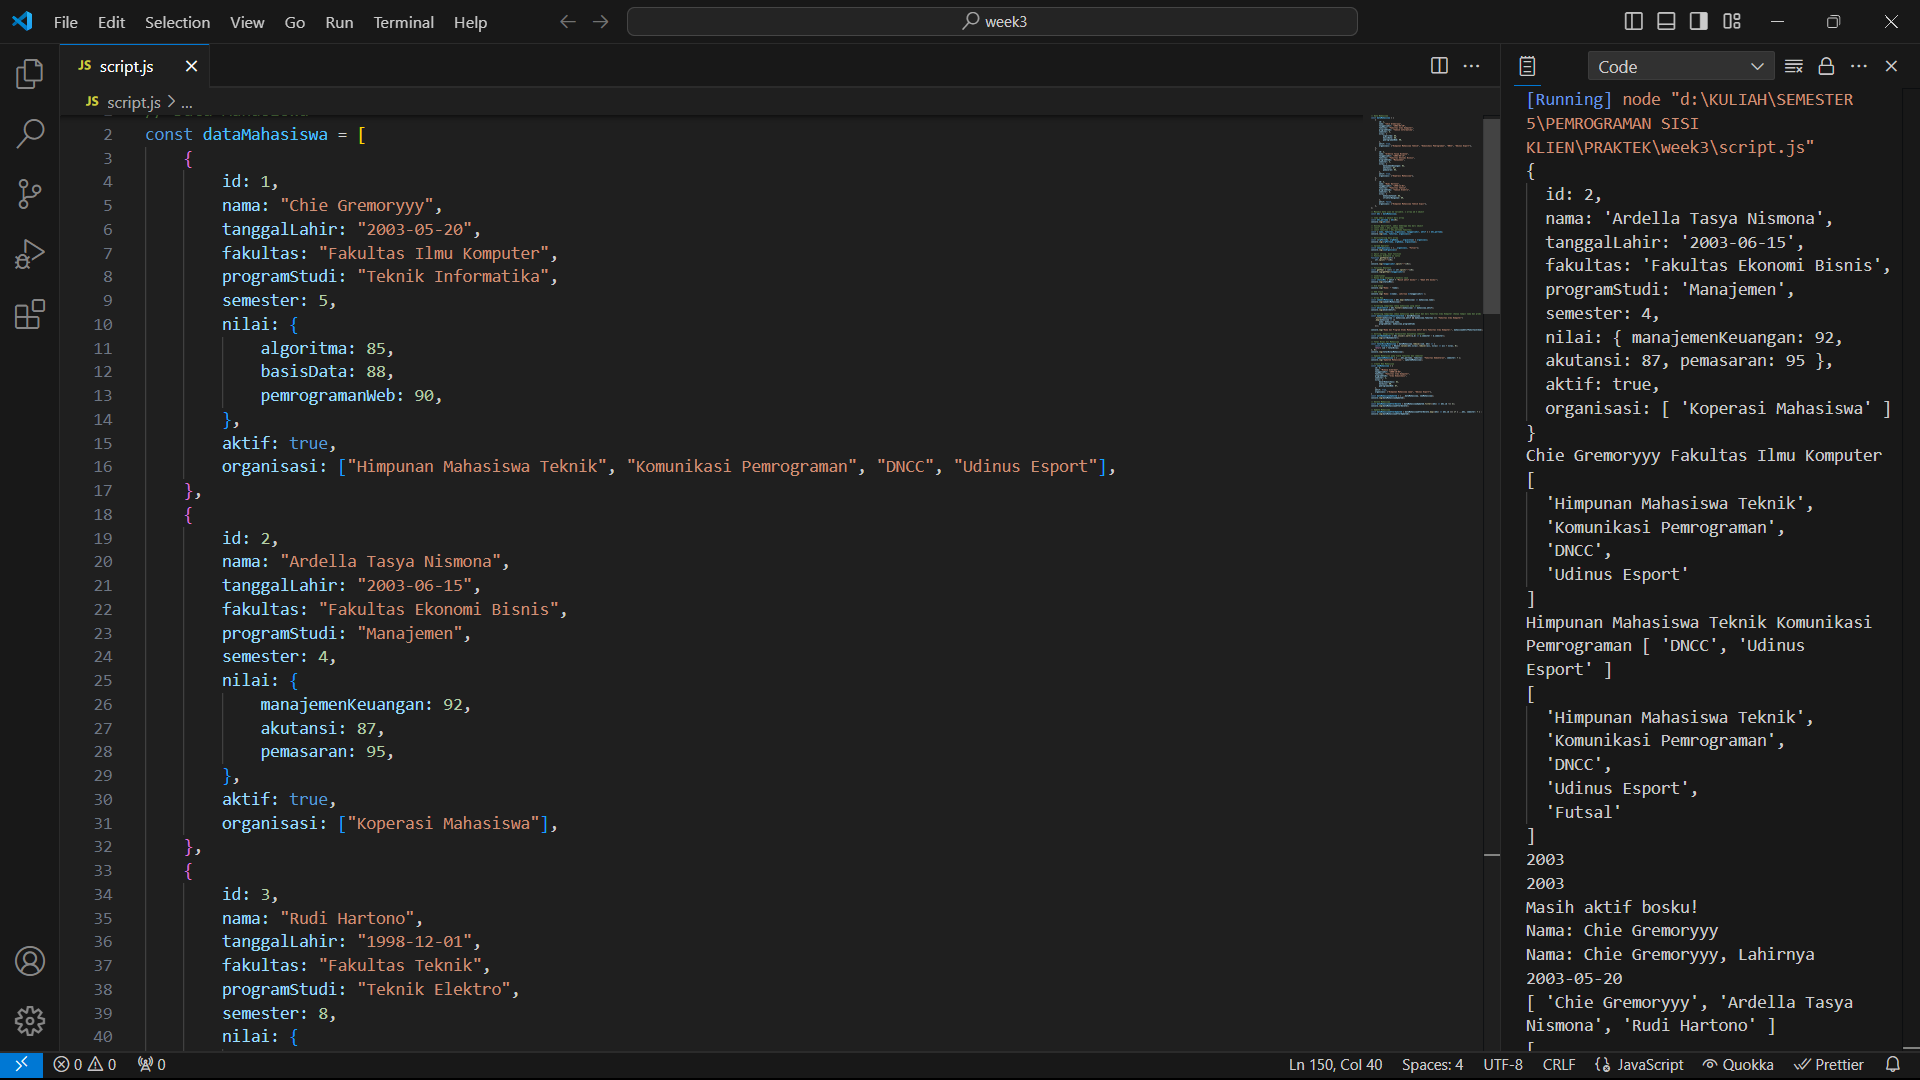 File Edit Selection View Go Run Terminal Help
week3
JS script.js
JS script.js > ...
2 const dataMahasiswa = [
3 {
4 id: 1,
5 nama: "Chie Gremoryyy",
6 tanggalLahir: "2003-05-20",
7 fakultas: "Fakultas Ilmu Komputer",
8 programStudi: "Teknik Informatika",
9 semester: 5,
10 nilai: {
11 algoritma: 85,
12 basisData: 88,
13 pemrogramanWeb: 90,
14 },
15 aktif: true,
16 organisasi: ["Himpunan Mahasiswa Teknik", "Komunikasi Pemrograman", "DNCC", "Udinus Esport"],
17 },
18 {
19 id: 2,
20 nama: "Ardella Tasya Nismona",
21 tanggalLahir: "2003-06-15",
22 fakultas: "Fakultas Ekonomi Bisnis",
23 programStudi: "Manajemen",
24 semester: 4,
25 nilai: {
26 manajemenKeuangan: 92,
27 akutansi: 87,
28 pemasaran: 95,
29 },
30 aktif: true,
31 organisasi: ["Koperasi Mahasiswa"],
32 },
33 {
34 id: 3,
35 nama: "Rudi Hartono",
36 tanggalLahir: "1998-12-01",
37 fakultas: "Fakultas Teknik",
38 programStudi: "Teknik Elektro",
39 semester: 8,
40 nilai: {
Code
[Running] node "d:\KULIAH\SEMESTER
5\PEMROGRAMAN SISI
KLIEN\PRAKTEK\week3\script.js"
{
id: 2,
nama: 'Ardella Tasya Nismona',
tanggalLahir: '2003-06-15',
fakultas: 'Fakultas Ekonomi Bisnis',
programStudi: 'Manajemen',
semester: 4,
nilai: { manajemenKeuangan: 92,
akutansi: 87, pemasaran: 95 },
aktif: true,
organisasi: [ 'Koperasi Mahasiswa' ]
}
Chie Gremoryyy Fakultas Ilmu Komputer
[
'Himpunan Mahasiswa Teknik',
'Komunikasi Pemrograman',
'DNCC',
'Udinus Esport'
]
Himpunan Mahasiswa Teknik Komunikasi
Pemrograman [ 'DNCC', 'Udinus
Esport' ]
[
'Himpunan Mahasiswa Teknik',
'Komunikasi Pemrograman',
'DNCC',
'Udinus Esport',
'Futsal'
]
2003
2003
Masih aktif bosku!
Nama: Chie Gremoryyy
Nama: Chie Gremoryyy, Lahirnya
2003-05-20
[ 'Chie Gremoryyy', 'Ardella Tasya
Nismona', 'Rudi Hartono' ]
[
0 0 0
Ln 150, Col 40 Spaces: 4 UTF-8 CRLF {} JavaScript Quokka Prettier